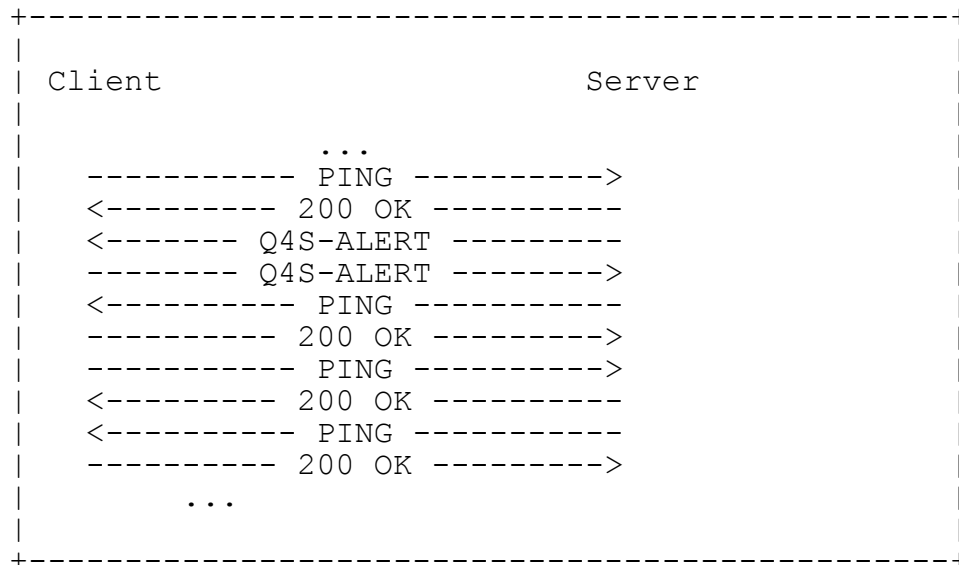 Client Server
...
----------- PING ---------->
<--------- 200 OK ----------
<------- Q4S-ALERT ---------
-------- Q4S-ALERT -------->
<---------- PING -----------
---------- 200 OK --------->
----------- PING ---------->
<--------- 200 OK ----------
<---------- PING -----------
---------- 200 OK --------->
...